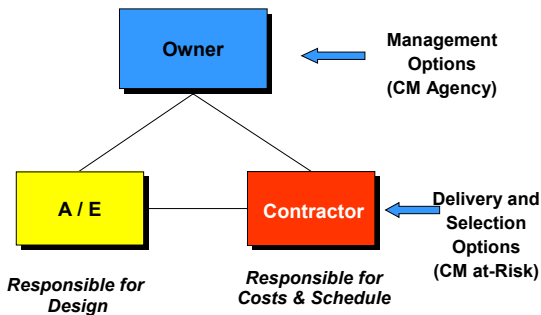 Owner
Management
Options
(CM Agency)
A / E
Contractor
Delivery and
Selection
Options
(CM at-Risk)
Responsible for
Design
Responsible for
Costs & Schedule